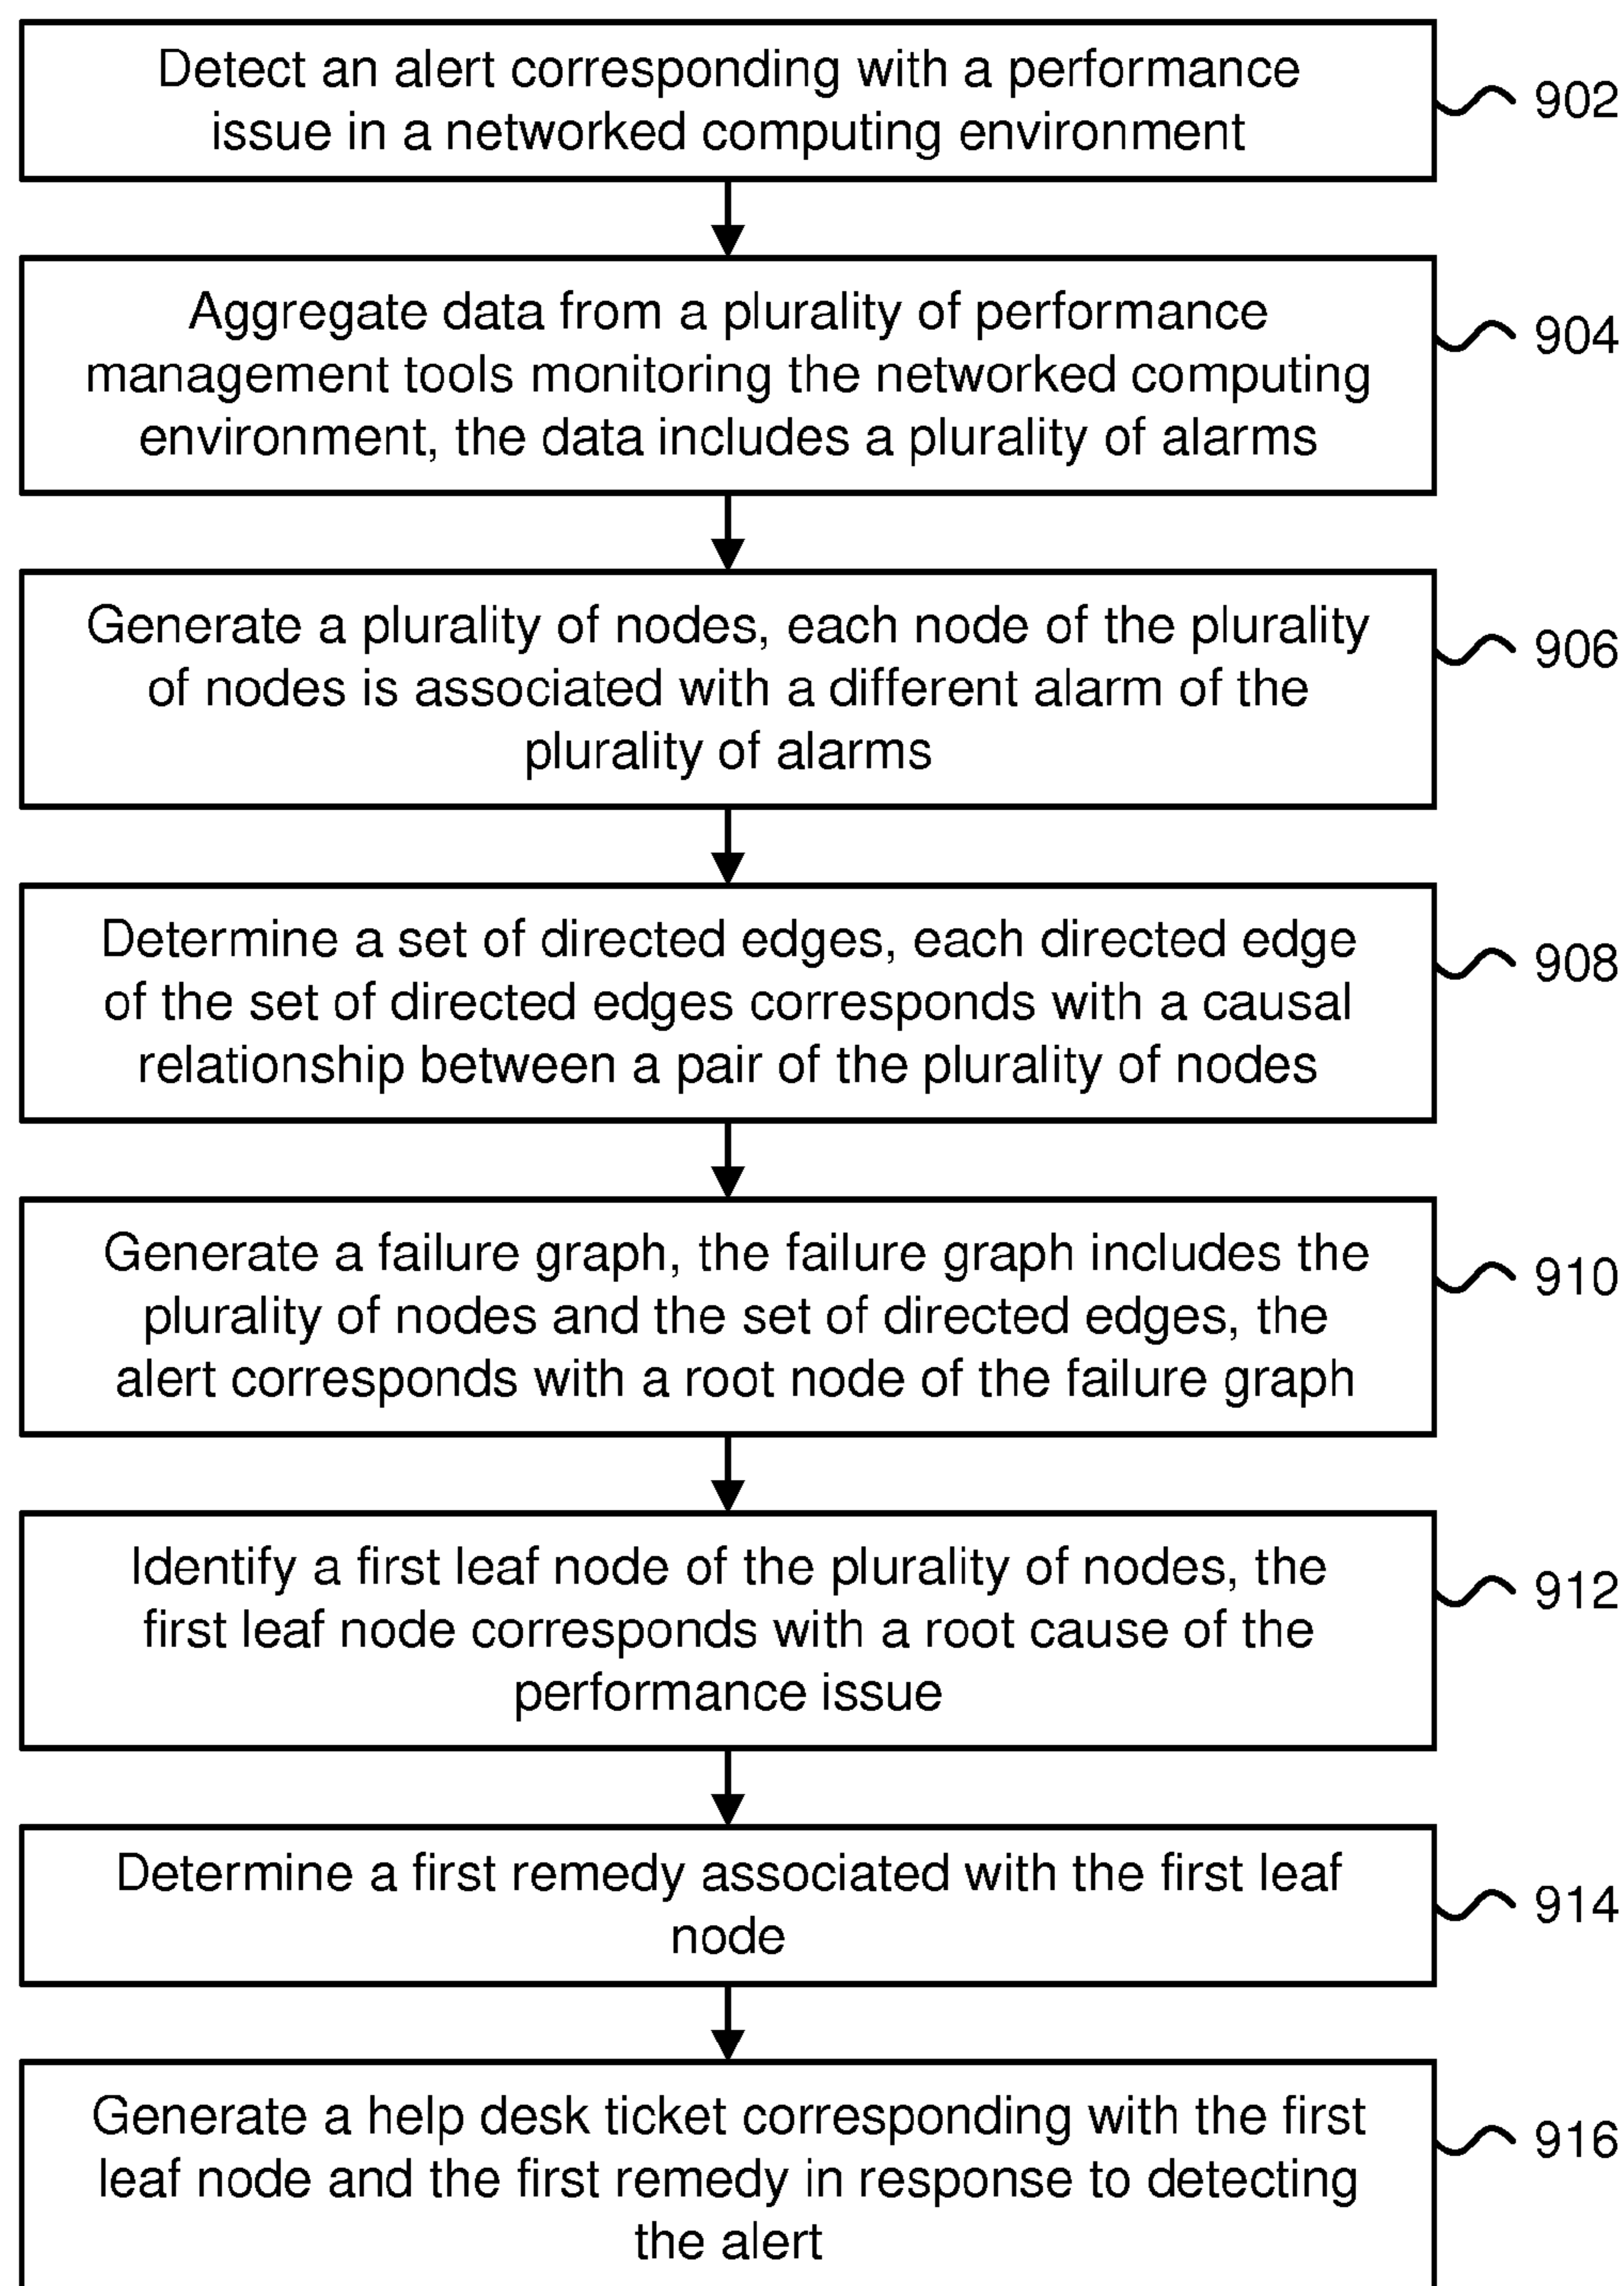 Detect an alert corresponding with a performance
issue in a networked computing environment
902
Aggregate data from a plurality of performance
management tools monitoring the networked computing
environment, the data includes a plurality of alarms
904
Generate a plurality of nodes, each node of the plurality
of nodes is associated with a different alarm of the
plurality of alarms
906
Determine a set of directed edges, each directed edge
of the set of directed edges corresponds with a causal
relationship between a pair of the plurality of nodes
908
Generate a failure graph, the failure graph includes the
plurality of nodes and the set of directed edges, the
alert corresponds with a root node of the failure graph
910
Identify a first leaf node of the plurality of nodes, the
first leaf node corresponds with a root cause of the
performance issue
912
Determine a first remedy associated with the first leaf
node
914
Generate a help desk ticket corresponding with the first
leaf node and the first remedy in response to detecting
the alert
916